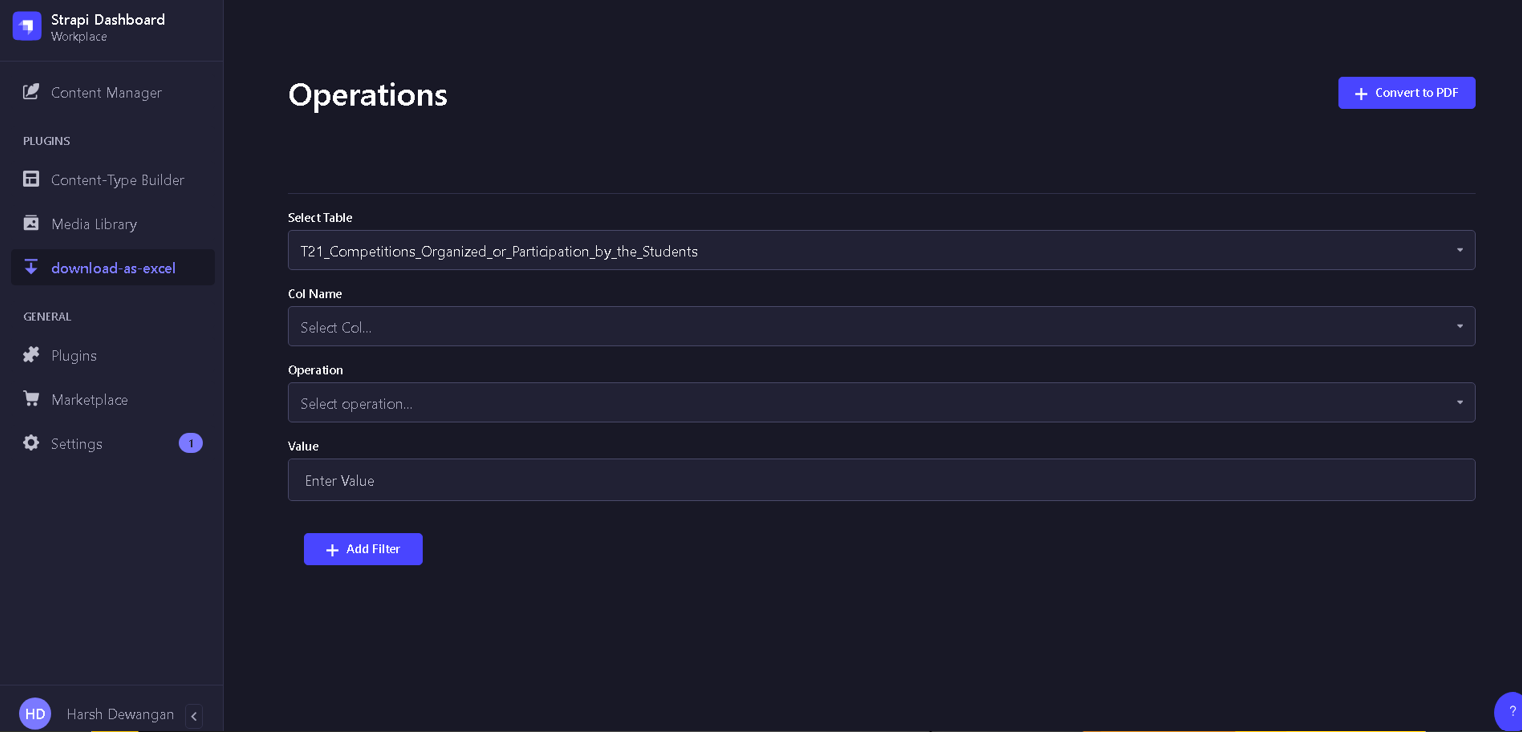 Strapi Dashboard
Workplace
Content Manager
PLUGINS
Content-Type Builder
Media Library
download-as-excel
GENERAL
Plugins
Marketplace
Settings
1
HD
Harsh Dewangan
Operations
Convert to PDF
Select Table
T21_Competitions_Organized_or_Participation_by_the_Students
Col Name
Select Col...
Operation
Select operation...
Value
Enter Value
Add Filter
?